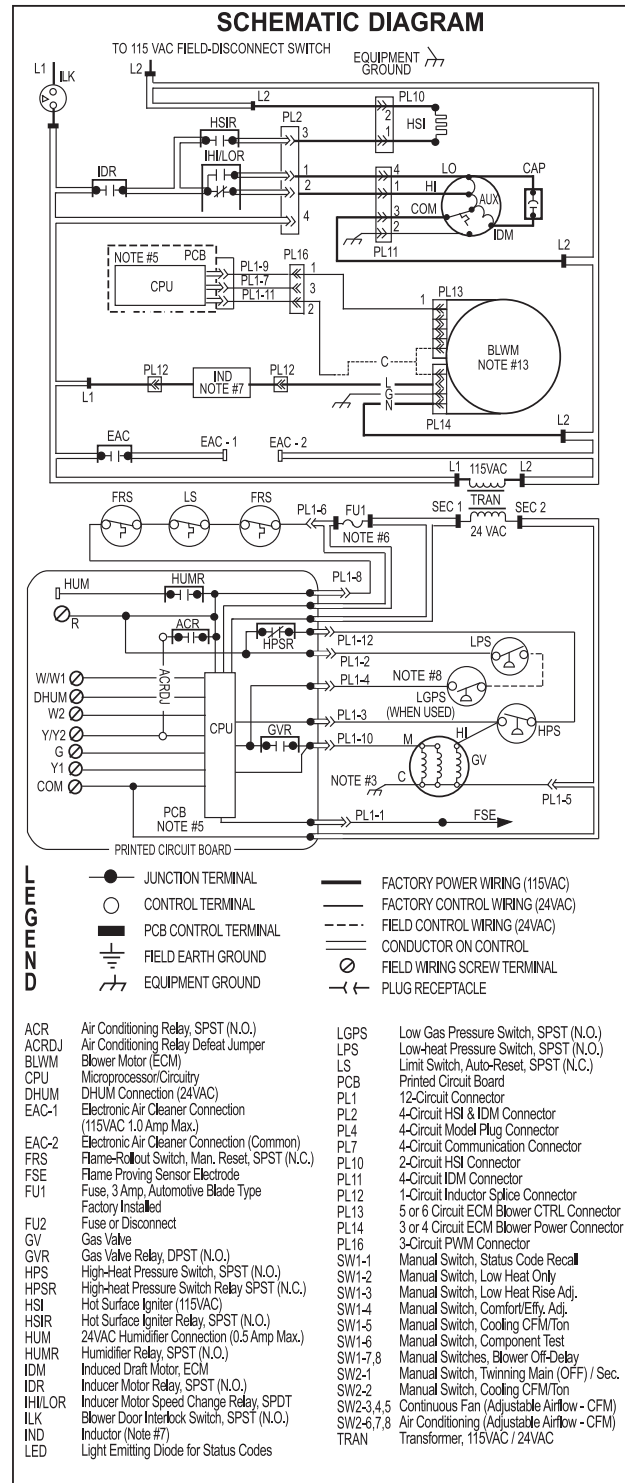 SCHEMATIC DIAGRAM
TO 115 VAC FIELD-DISCONNECT SWITCH
EQUIPMENT
GROUND
L1
ILK
L2
L2
PL10
2
1
HSI
HSIR
PL2
3
IHI/LOR
IDR
1
2
4
4
1
3
2
LO
HI
COM
AUX
IDM
CAP
PL11
L2
NOTE #5
PCB
CPU
PL1-9
PL1-7
PL1-11
PL16
1
3
2
1
PL13
BLWM
NOTE #13
C
L1
PL12
IND
NOTE #7
PL12
L
G
N
PL14
L2
EAC
EAC - 1
EAC - 2
L1
115VAC
L2
TRAN
SEC 1
24 VAC
SEC 2
FRS
LS
FRS
PL1-6
FU1
NOTE #6
HUM
HUMR
PL1-8
R
ACR
HPSR
PL1-12
PL1-2
LPS
ACRDJ
PL1-4
NOTE #8
LGPS
(WHEN USED)
W/W1
DHUM
W2
Y/Y2
G
Y1
COM
CPU
GVR
PL1-3
PL1-10
HPS
M
HI
GV
C
NOTE #3
PL1-5
PCB
NOTE #5
PL1-1
FSE
PRINTED CIRCUIT BOARD
LEGEND
JUNCTION TERMINAL
CONTROL TERMINAL
PCB CONTROL TERMINAL
FIELD EARTH GROUND
EQUIPMENT GROUND
FACTORY POWER WIRING (115VAC)
FACTORY CONTROL WIRING (24VAC)
FIELD CONTROL WIRING (24VAC)
CONDUCTOR ON CONTROL
FIELD WIRING SCREW TERMINAL
PLUG RECEPTACLE
ACR Air Conditioning Relay, SPST (N.O.)
ACRDJ Air Conditioning Relay Defeat Jumper
BLWM Blower Motor (ECM)
CPU Microprocessor/Circuitry
DHUM DHUM Connection (24VAC)
EAC-1 Electronic Air Cleaner Connection
(115VAC 1.0 Amp Max.)
EAC-2 Electronic Air Cleaner Connection (Common)
FRS Flame-Rollout Switch, Man. Reset, SPST (N.C.)
FSE Flame Proving Sensor Electrode
FU1 Fuse, 3 Amp, Automotive Blade Type
Factory Installed
FU2 Fuse or Disconnect
GV Gas Valve
GVR Gas Valve Relay, DPST (N.O.)
HPS High-Heat Pressure Switch, SPST (N.O.)
HPSR High-heat Pressure Switch Relay SPST (N.C.)
HSI Hot Surface Igniter (115VAC)
HSIR Hot Surface Igniter Relay, SPST (N.O.)
HUM 24VAC Humidifier Connection (0.5 Amp Max.)
HUMR Humidifier Relay, SPST (N.O.)
IDM Induced Draft Motor, ECM
IDR Inducer Motor Relay, SPST (N.O.)
IHI/LOR Inducer Motor Speed Change Relay, SPDT
ILK Blower Door Interlock Switch, SPST (N.O.)
IND Inductor (Note #7)
LED Light Emitting Diode for Status Codes
LGPS Low Gas Pressure Switch, SPST (N.O.)
LPS Low-heat Pressure Switch, SPST (N.O.)
LS Limit Switch, Auto-Reset, SPST (N.C.)
PCB Printed Circuit Board
PL1 12-Circuit Connector
PL2 4-Circuit HSI & IDM Connector
PL4 4-Circuit Model Plug Connector
PL7 4-Circuit Communication Connector
PL10 2-Circuit HSI Connector
PL11 4-Circuit IDM Connector
PL12 1-Circuit Inductor Splice Connector
PL13 5 or 6 Circuit ECM Blower CTRL Connector
PL14 3 or 4 Circuit ECM Blower Power Connector
PL16 3-Circuit PWM Connector
SW1-1 Manual Switch, Status Code Recall
SW1-2 Manual Switch, Low Heat Only
SW1-3 Manual Switch, Low Heat Rise Adj.
SW1-4 Manual Switch, Comfort/Effy. Adj.
SW1-5 Manual Switch, Cooling CFM/Ton
SW1-6 Manual Switch, Component Test
SW1-7,8 Manual Switches, Blower Off-Delay
SW2-1 Manual Switch, Twinning Main (OFF) / Sec.
SW2-2 Manual Switch, Cooling CFM/Ton
SW2-3,4,5 Continuous Fan (Adjustable Airflow - CFM)
SW2-6,7,8 Air Conditioning (Adjustable Airflow - CFM)
TRAN Transformer, 115VAC / 24VAC